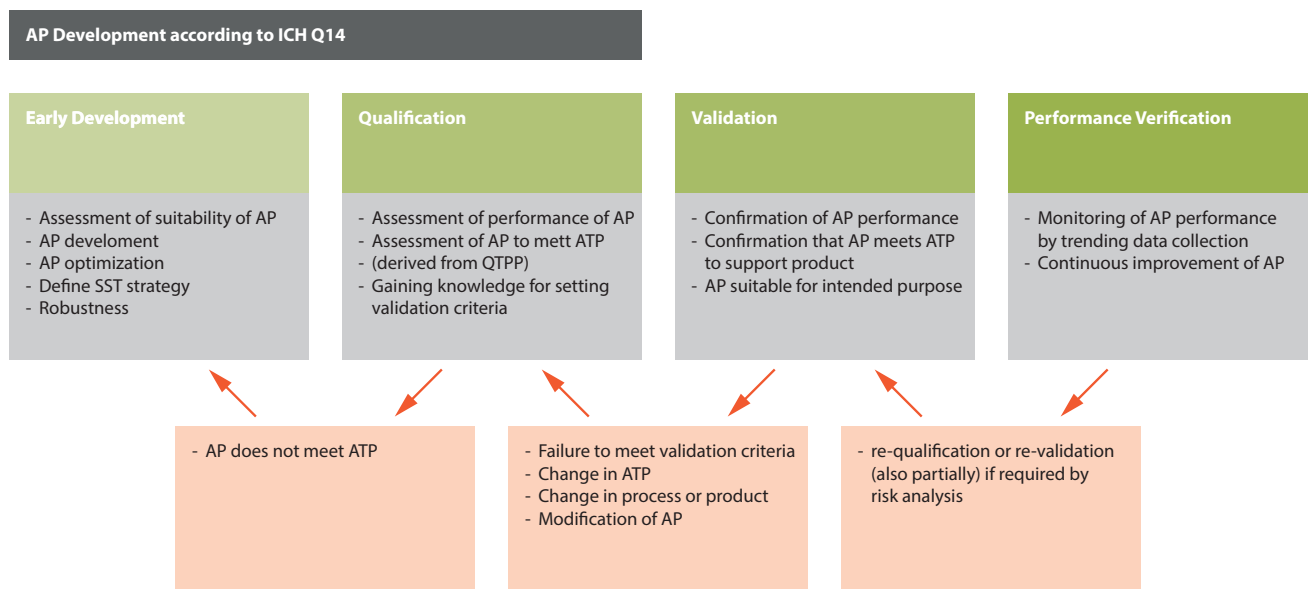 AP Development according to ICH Q14
Early Development
- Assessment of suitability of AP
- AP develoment
- AP optimization
- Define SST strategy
- Robustness
Qualification
- Assessment of performance of AP
- Assessment of AP to mett ATP
- (derived from QTPP)
- Gaining knowledge for setting
validation criteria
Validation
- Confirmation of AP performance
- Confirmation that AP meets ATP
to support product
- AP suitable for intended purpose
Performance Verification
- Monitoring of AP performance
by trending data collection
- Continuous improvement of AP
- AP does not meet ATP
- Failure to meet validation criteria
- Change in ATP
- Change in process or product
- Modification of AP
- re-qualification or re-validation
(also partially) if required by
risk analysis